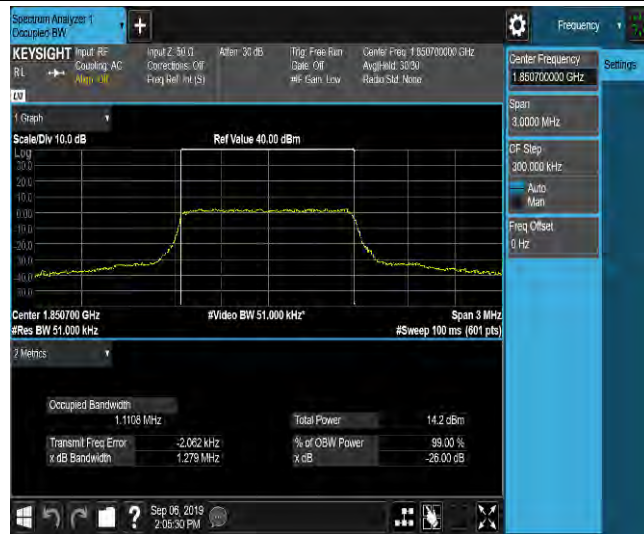 Spectrum Analyzer 1
Occupied BW
+
Frequency
KEYSIGHT
RL
Input: RF
Coupling: AC
Align: Off
Input Z: 50 Ω
Corrections: Off
Freq Ref: Int (S)
Atten: 30 dB
Trig: Free Run
Gate: Off
#IF Gain: Low
Center Freq: 1.850700000 GHz
Avg|Hold: 30/30
Radio Std: None
LXI
1 Graph
Scale/Div 10.0 dB
Ref Value 40.00 dBm
Log
30.0
20.0
10.0
0.00
-10.0
-20.0
-30.0
-40.0
-50.0
Center 1.850700 GHz
#Video BW 51.000 kHz*
Span 3 MHz
#Res BW 51.000 kHz
#Sweep 100 ms (601 pts)
2 Metrics
Occupied Bandwidth
1.1108 MHz
Total Power
14.2 dBm
Transmit Freq Error
-2.062 kHz
% of OBW Power
99.00 %
x dB Bandwidth
1.279 MHz
x dB
-26.00 dB
?
Sep 06, 2019
2:05:30 PM
Center Frequency
1.850700000 GHz
Settings
Span
3.0000 MHz
CF Step
300.000 kHz
Auto
Man
Freq Offset
0 Hz